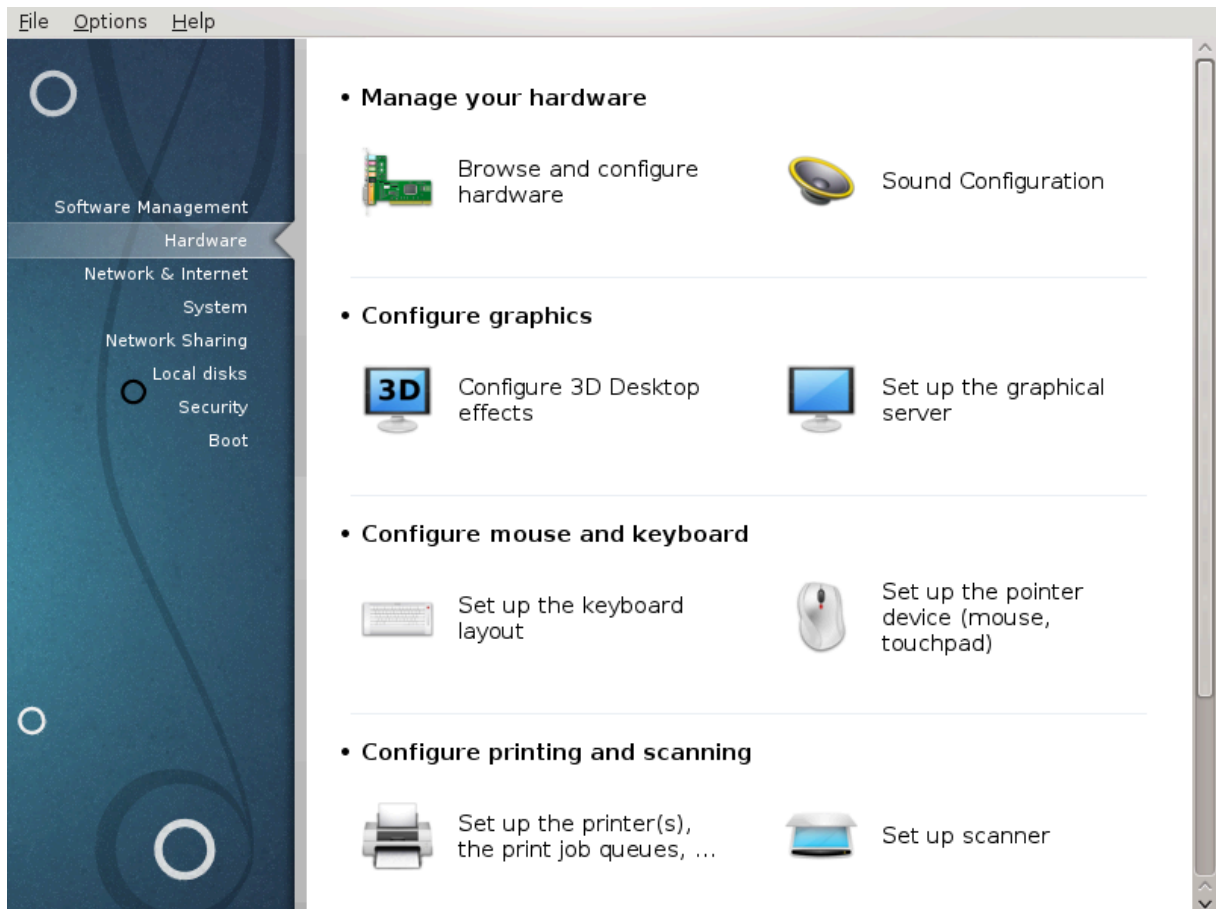 File Options Help
Software Management
Hardware
Network & Internet
System
Network Sharing
Local disks
Security
Boot
• Manage your hardware
Browse and configure
hardware
Sound Configuration
• Configure graphics
3D
Configure 3D Desktop
effects
Set up the graphical
server
• Configure mouse and keyboard
Set up the keyboard
layout
Set up the pointer
device (mouse,
touchpad)
• Configure printing and scanning
Set up the printer(s),
the print job queues, ...
Set up scanner